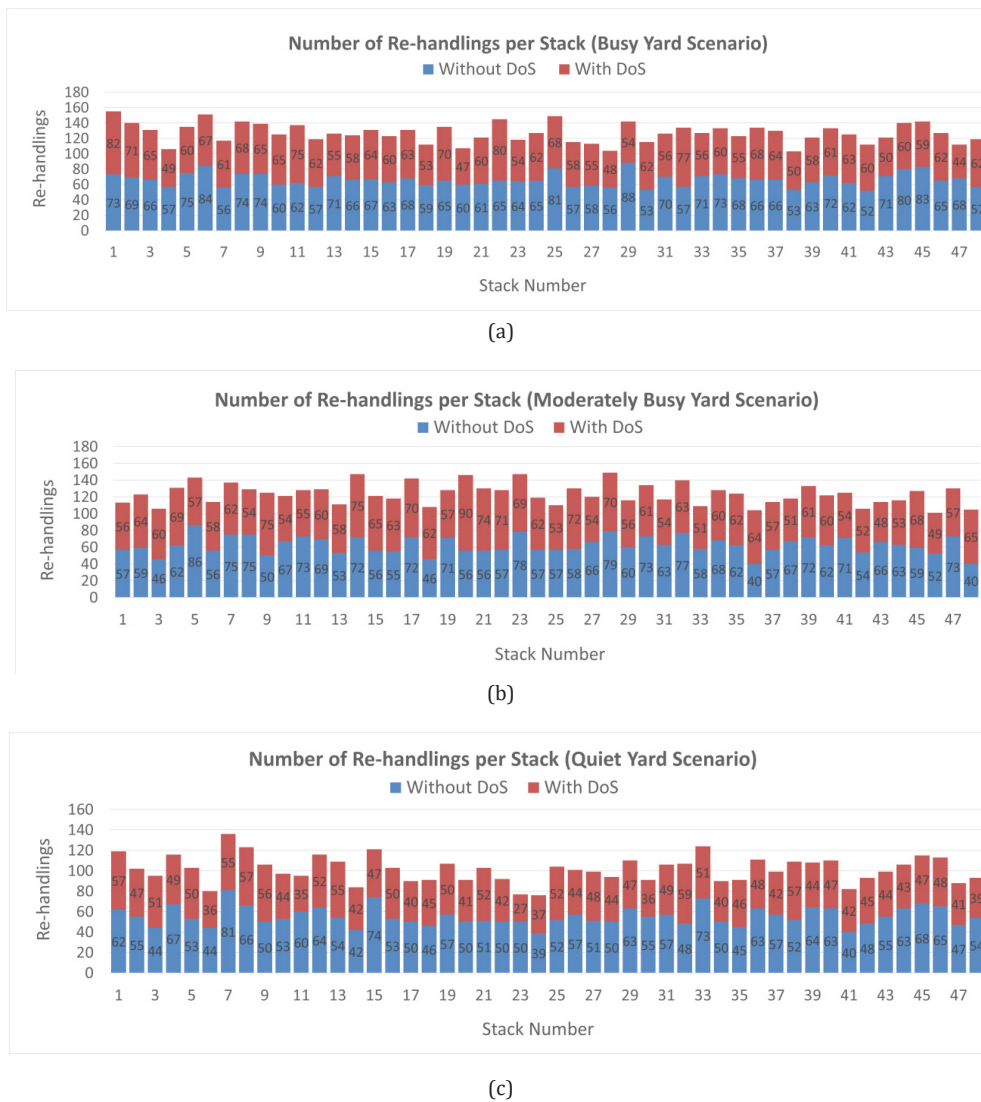 Number of Re-handlings per Stack (Busy Yard Scenario)
Without DoS With DoS
180
160
140
120
100
80
60
40
20
0
Re-handlings
82 71 65 49 60 67 61 68 65 65 75 62 55 58 64 60 63 53 70 47 60 80 54 62 68 58 55 48 54 62 56 77 56 60 55 68 64 50 58 61 63 60 50 60 59 62 44 62
73 69 66 57 75 84 56 74 74 60 62 57 71 66 67 63 68 59 65 60 61 65 64 65 81 57 58 56 88 53 70 57 71 73 68 66 66 53 63 72 62 52 71 80 83 65 68 57
1 3 5 7 9 11 13 15 17 19 21 23 25 27 29 31 33 35 37 39 41 43 45 47
Stack Number
(a)
Number of Re-handlings per Stack (Moderately Busy Yard Scenario)
Without DoS With DoS
180
160
140
120
100
80
60
40
20
0
Re-handlings
56 64 60 69 57 58 62 54 75 54 55 60 58 75 65 63 70 62 57 90 74 71 69 62 53 72 54 70 56 61 54 63 51 60 62 64 57 51 61 60 54 52 48 53 68 49 57 65
57 59 46 62 86 56 75 75 50 67 73 69 53 72 56 55 72 46 71 56 56 57 78 57 57 58 66 79 60 73 63 77 58 68 62 40 57 67 72 62 71 54 66 63 59 52 73 40
1 3 5 7 9 11 13 15 17 19 21 23 25 27 29 31 33 35 37 39 41 43 45 47
Stack Number
(b)
Number of Re-handlings per Stack (Quiet Yard Scenario)
Without DoS With DoS
160
140
120
100
80
60
40
20
0
Re-handlings
57 47 51 49 50 36 55 57 56 44 35 52 55 42 47 50 40 45 50 41 52 42 27 37 52 44 48 44 47 36 49 59 51 40 46 48 42 57 44 47 42 45 44 43 47 48 41 39
62 55 44 67 53 44 81 66 50 53 60 64 54 42 74 53 50 46 57 50 51 50 50 39 52 57 51 50 63 55 57 48 73 50 45 63 57 52 64 63 40 48 55 63 68 65 47 54
1 3 5 7 9 11 13 15 17 19 21 23 25 27 29 31 33 35 37 39 41 43 45 47
Stack Number
(c)